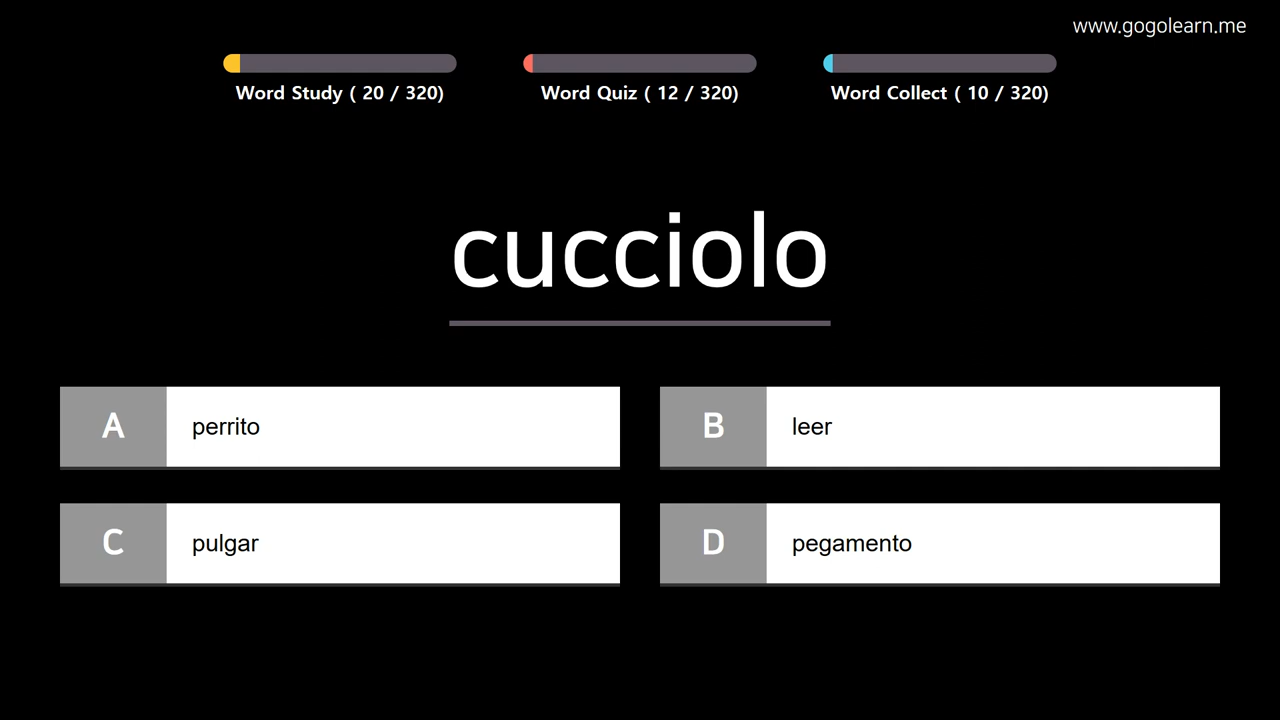 www.gogolearn.me
Word Study ( 20 / 320)
Word Quiz ( 12 / 320)
Word Collect ( 10 / 320)
cucciolo
A perrito
B leer
C pulgar
D pegamento